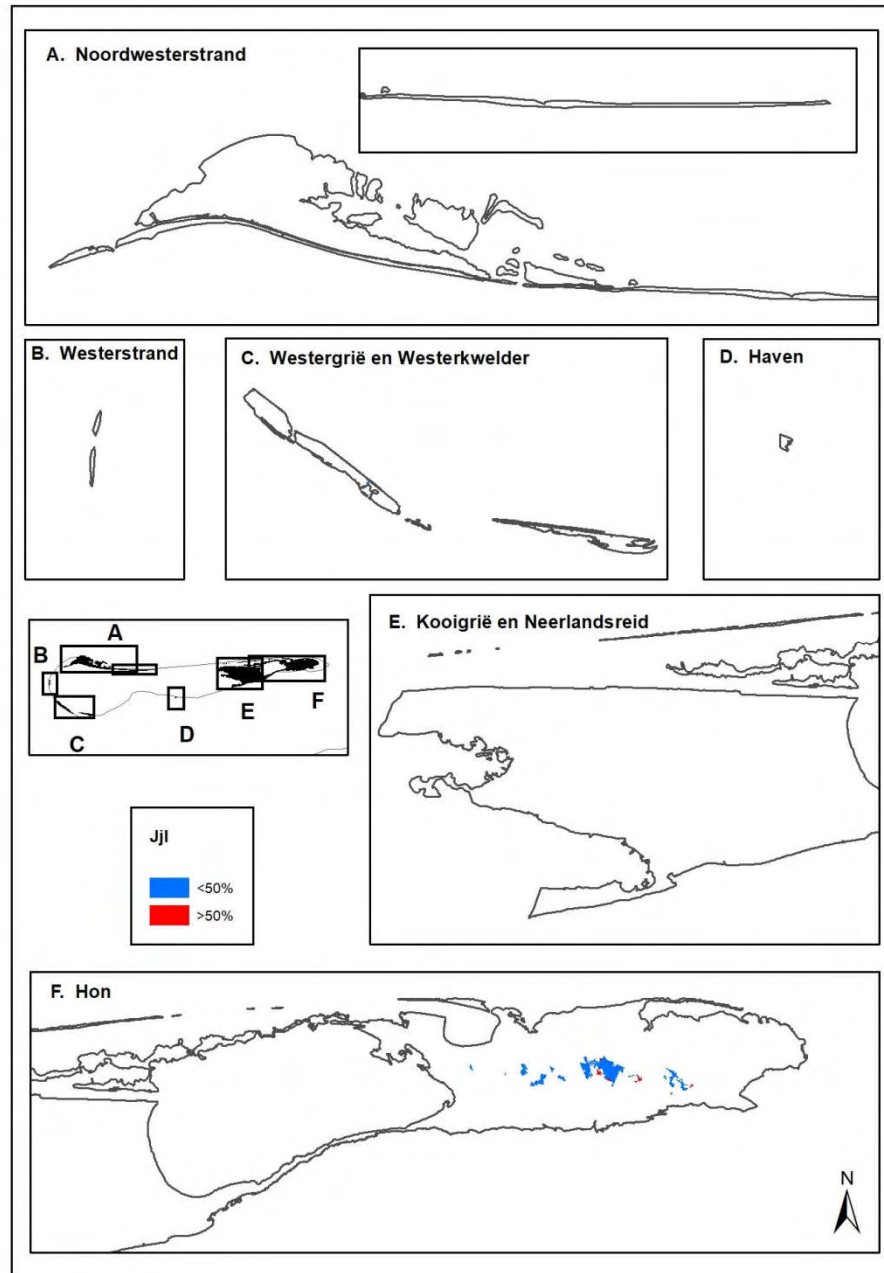 A. Noordwesterstrand
B. Westerstrand
C. Westergrië en Westerkwelder
D. Haven
A
B
C
D
E
F
E. Kooigrië en Neerlandsreid
Jjl
<50%
>50%
F. Hon
N